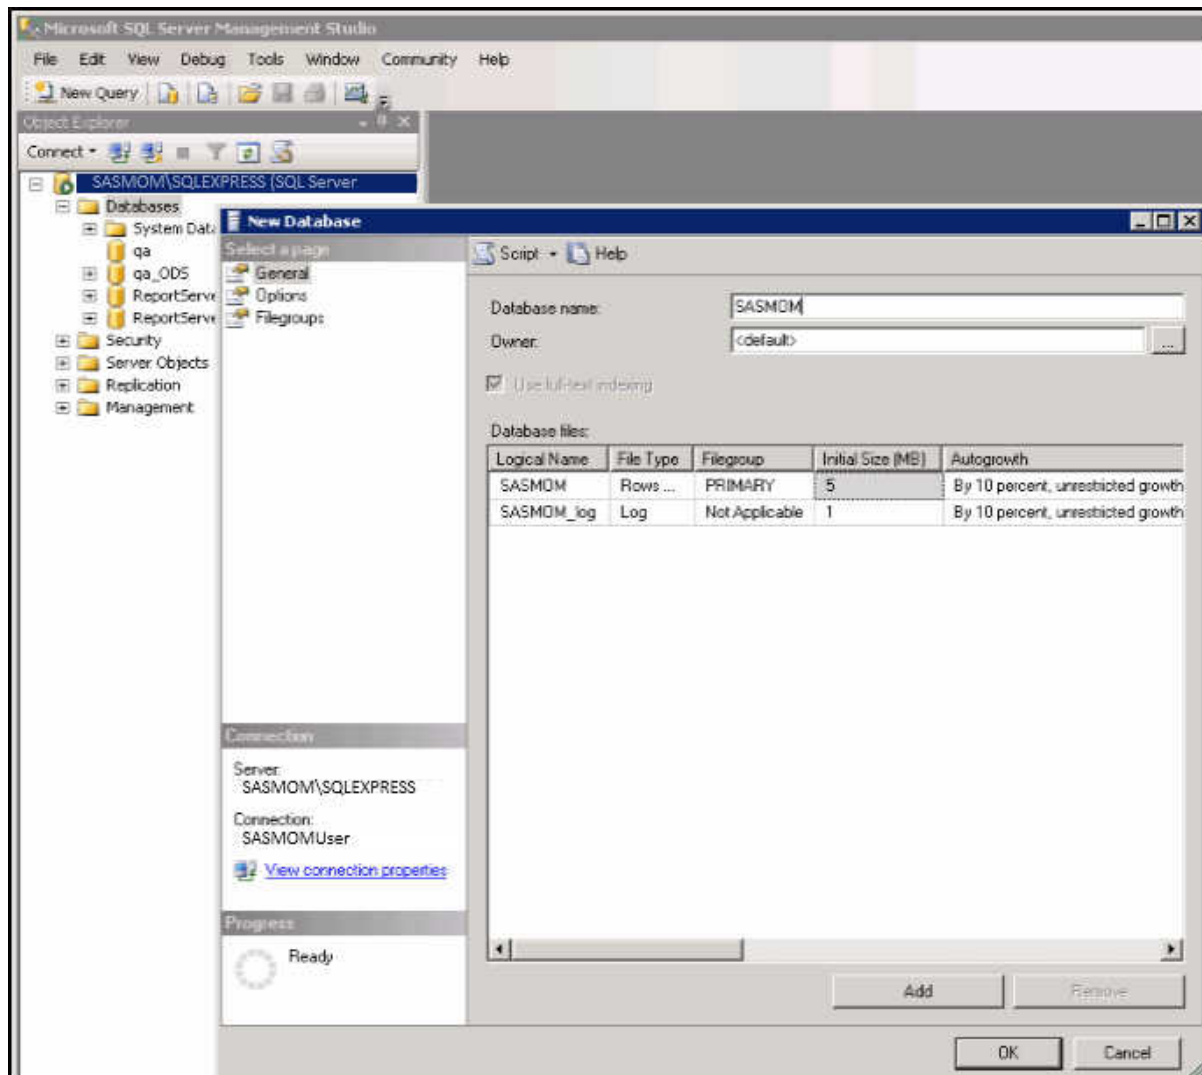 Microsoft SQL Server Management Studio
File Edit View Debug Tools Window Community Help
New Query
Object Explorer
Connect
SASMOM\SQLEXPRESS (SQL Server
Databases
System Data
qa
qa_ODS
ReportServe
ReportServe
Security
Server Objects
Replication
Management
New Database
Select a page
General
Options
Filegroups
Script Help
Database name: SASMOM
Owner: <default> ...
Use full-text indexing
Database files:
Logical Name File Type Filegroup Initial Size (MB) Autogrowth
SASMOM Rows ... PRIMARY 5 By 10 percent, unrestricted growth
SASMOM_log Log Not Applicable 1 By 10 percent, unrestricted growth
Connection
Server:
SASMOM\SQLEXPRESS
Connection:
SASMOMUser
View connection properties
Progress
Ready
Add Remove
OK Cancel